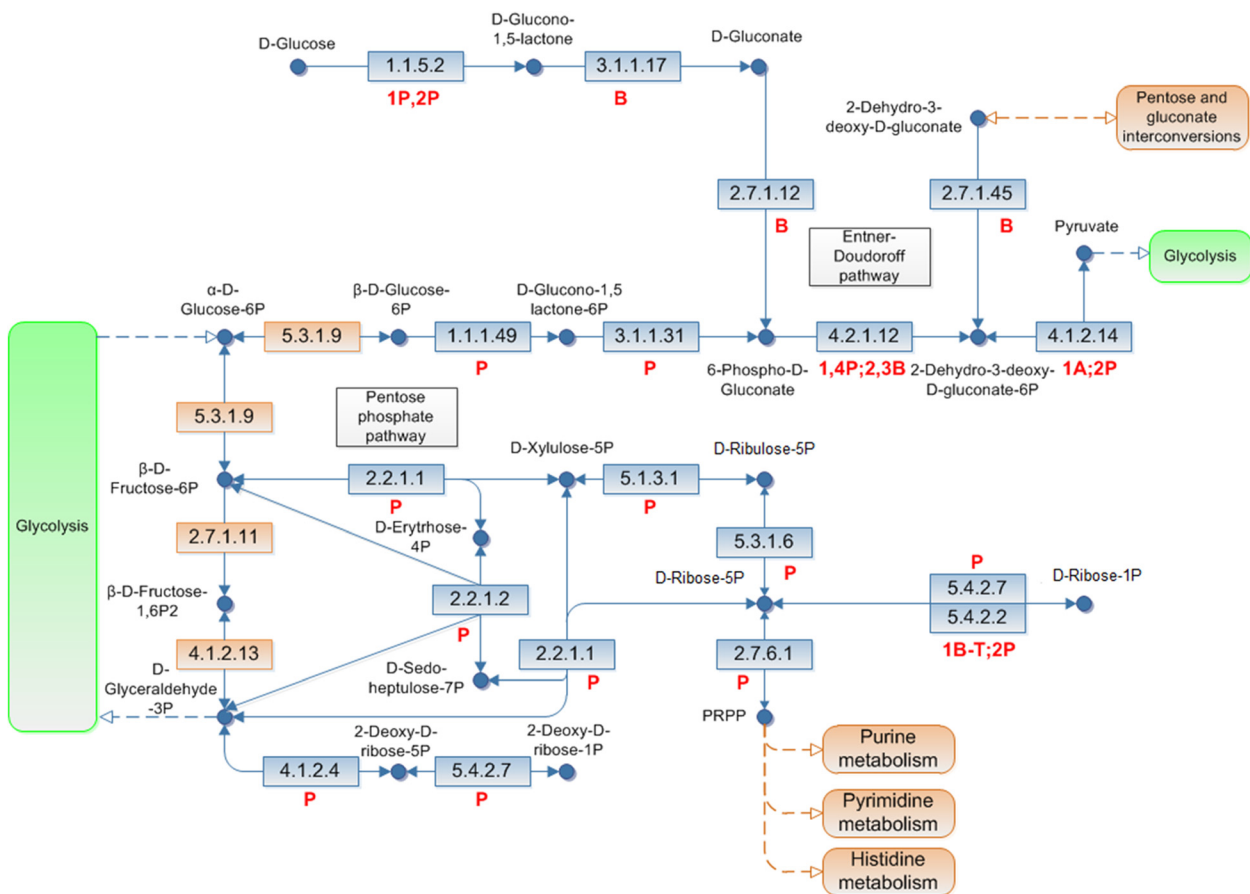 D-Glucose
D-Glucono-
1,5-lactone
D-Gluconate
1.1.5.2
3.1.1.17
1P,2P
B
2-Dehydro-3-
deoxy-D-gluconate
Pentose and
gluconate
interconversions
2.7.1.12
B
2.7.1.45
B
Entner-
Doudoroff
pathway
Pyruvate
Glycolysis
α-D-
Glucose-6P
β-D-Glucose-
6P
D-Glucono-1,5
lactone-6P
5.3.1.9
1.1.1.49
P
3.1.1.31
P
4.2.1.12
1,4P;2,3B
4.1.2.14
1A;2P
6-Phospho-D-
Gluconate
2-Dehydro-3-deoxy-
D-gluconate-6P
Pentose
phosphate
pathway
5.3.1.9
D-Xylulose-5P
D-Ribulose-5P
β-D-
Fructose-6P
2.2.1.1
P
5.1.3.1
P
Glycolysis
2.7.1.11
D-Erytrhose-
4P
5.3.1.6
P
D-Ribose-5P
P
5.4.2.7
5.4.2.2
1B-T;2P
D-Ribose-1P
β-D-Fructose-
1,6P2
2.2.1.2
P
4.1.2.13
2.2.1.1
P
2.7.6.1
P
D-
Glyceraldehyde
-3P
D-Sedo-
heptulose-7P
PRPP
2-Deoxy-D-
ribose-5P
2-Deoxy-D-
ribose-1P
4.1.2.4
P
5.4.2.7
P
Purine
metabolism
Pyrimidine
metabolism
Histidine
metabolism